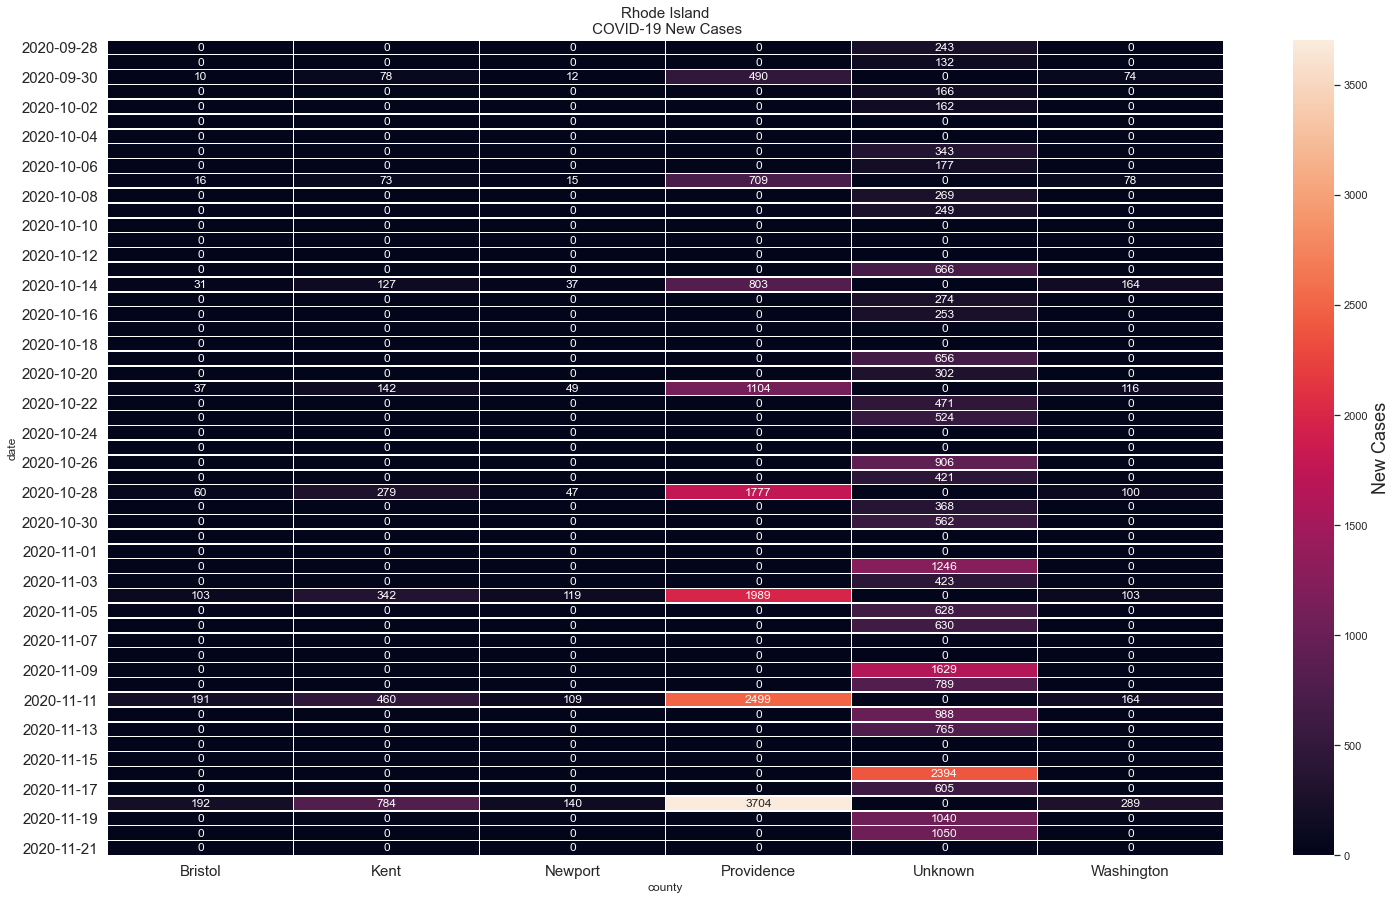 Rhode Island
COVID-19 New Cases
2020-09-28 0 0 0 0 243 0
0 0 0 0 132 0
2020-09-30 10 78 12 490 0 74
0 0 0 0 166 0
2020-10-02 0 0 0 0 162 0
0 0 0 0 0 0
2020-10-04 0 0 0 0 0 0
0 0 0 0 343 0
2020-10-06 0 0 0 0 177 0
16 73 15 709 0 78
2020-10-08 0 0 0 0 269 0
0 0 0 0 249 0
2020-10-10 0 0 0 0 0 0
0 0 0 0 0 0
2020-10-12 0 0 0 0 0 0
0 0 0 0 666 0
2020-10-14 31 127 37 803 0 164
0 0 0 0 274 0
2020-10-16 0 0 0 0 253 0
0 0 0 0 0 0
2020-10-18 0 0 0 0 0 0
0 0 0 0 656 0
2020-10-20 0 0 0 0 302 0
37 142 49 1104 0 116
2020-10-22 0 0 0 0 471 0
0 0 0 0 524 0
2020-10-24 0 0 0 0 0 0
0 0 0 0 0 0
2020-10-26 0 0 0 0 906 0
0 0 0 0 421 0
2020-10-28 60 279 47 1777 0 100
0 0 0 0 368 0
2020-10-30 0 0 0 0 562 0
0 0 0 0 0 0
2020-11-01 0 0 0 0 0 0
0 0 0 0 1246 0
2020-11-03 0 0 0 0 423 0
103 342 119 1989 0 103
2020-11-05 0 0 0 0 628 0
0 0 0 0 630 0
2020-11-07 0 0 0 0 0 0
0 0 0 0 0 0
2020-11-09 0 0 0 0 1629 0
0 0 0 0 789 0
2020-11-11 191 460 109 2499 0 164
0 0 0 0 988 0
2020-11-13 0 0 0 0 765 0
0 0 0 0 0 0
2020-11-15 0 0 0 0 0 0
0 0 0 0 2394 0
2020-11-17 0 0 0 0 605 0
192 784 140 3704 0 289
2020-11-19 0 0 0 0 1040 0
0 0 0 0 1050 0
2020-11-21 0 0 0 0 0 0
Bristol Kent Newport Providence Unknown Washington
county
date
3500
3000
2500
2000
1500
1000
500
0
New Cases